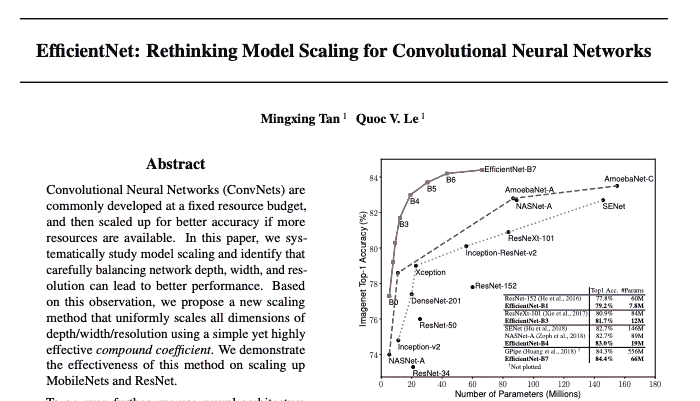 EfficientNet: Rethinking Model Scaling for Convolutional Neural Networks
Mingxing Tan 1 Quoc V. Le 1
Abstract
Convolutional Neural Networks (ConvNets) are
commonly developed at a fixed resource budget,
and then scaled up for better accuracy if more
resources are available. In this paper, we sys-
tematically study model scaling and identify that
carefully balancing network depth, width, and res-
olution can lead to better performance. Based
on this observation, we propose a new scaling
method that uniformly scales all dimensions of
depth/width/resolution using a simple yet highly
effective compound coefficient. We demonstrate
the effectiveness of this method on scaling up
MobileNets and ResNet.
Imagenet Top-1 Accuracy (%)
84
82
80
78
76
74
EfficientNet-B7
B6
B5
B4
B3
B0
AmoebaNet-C
AmoebaNet-A
NASNet-A
SENet
ResNeXt-101
Inception-ResNet-v2
Xception
ResNet-152
DenseNet-201
ResNet-50
Inception-v2
NASNet-A
ResNet-34
Top1 Acc. #Params
ResNet-152 (He et al., 2016) 77.8% 60M
EfficientNet-B1 79.2% 7.8M
ResNeXt-101 (Xie et al., 2017) 80.9% 84M
EfficientNet-B3 81.7% 12M
SENet (Hu et al., 2018) 82.7% 146M
NASNet-A (Zoph et al., 2018) 82.7% 89M
EfficientNet-B4 83.0% 19M
GPipe (Huang et al., 2018) † 84.3% 556M
EfficientNet-B7 84.4% 66M
†Not plotted
0 20 40 60 80 100 120 140 160 180
Number of Parameters (Millions)